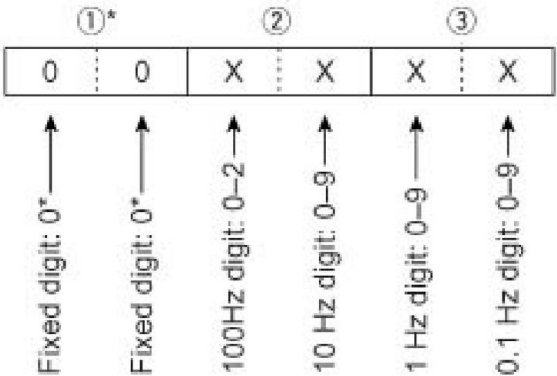 ①* ② ③
0 0 X X X X
Fixed digit: 0*
Fixed digit: 0*
100Hz digit: 0–2
10 Hz digit: 0–9
1 Hz digit: 0–9
0.1 Hz digit: 0–9